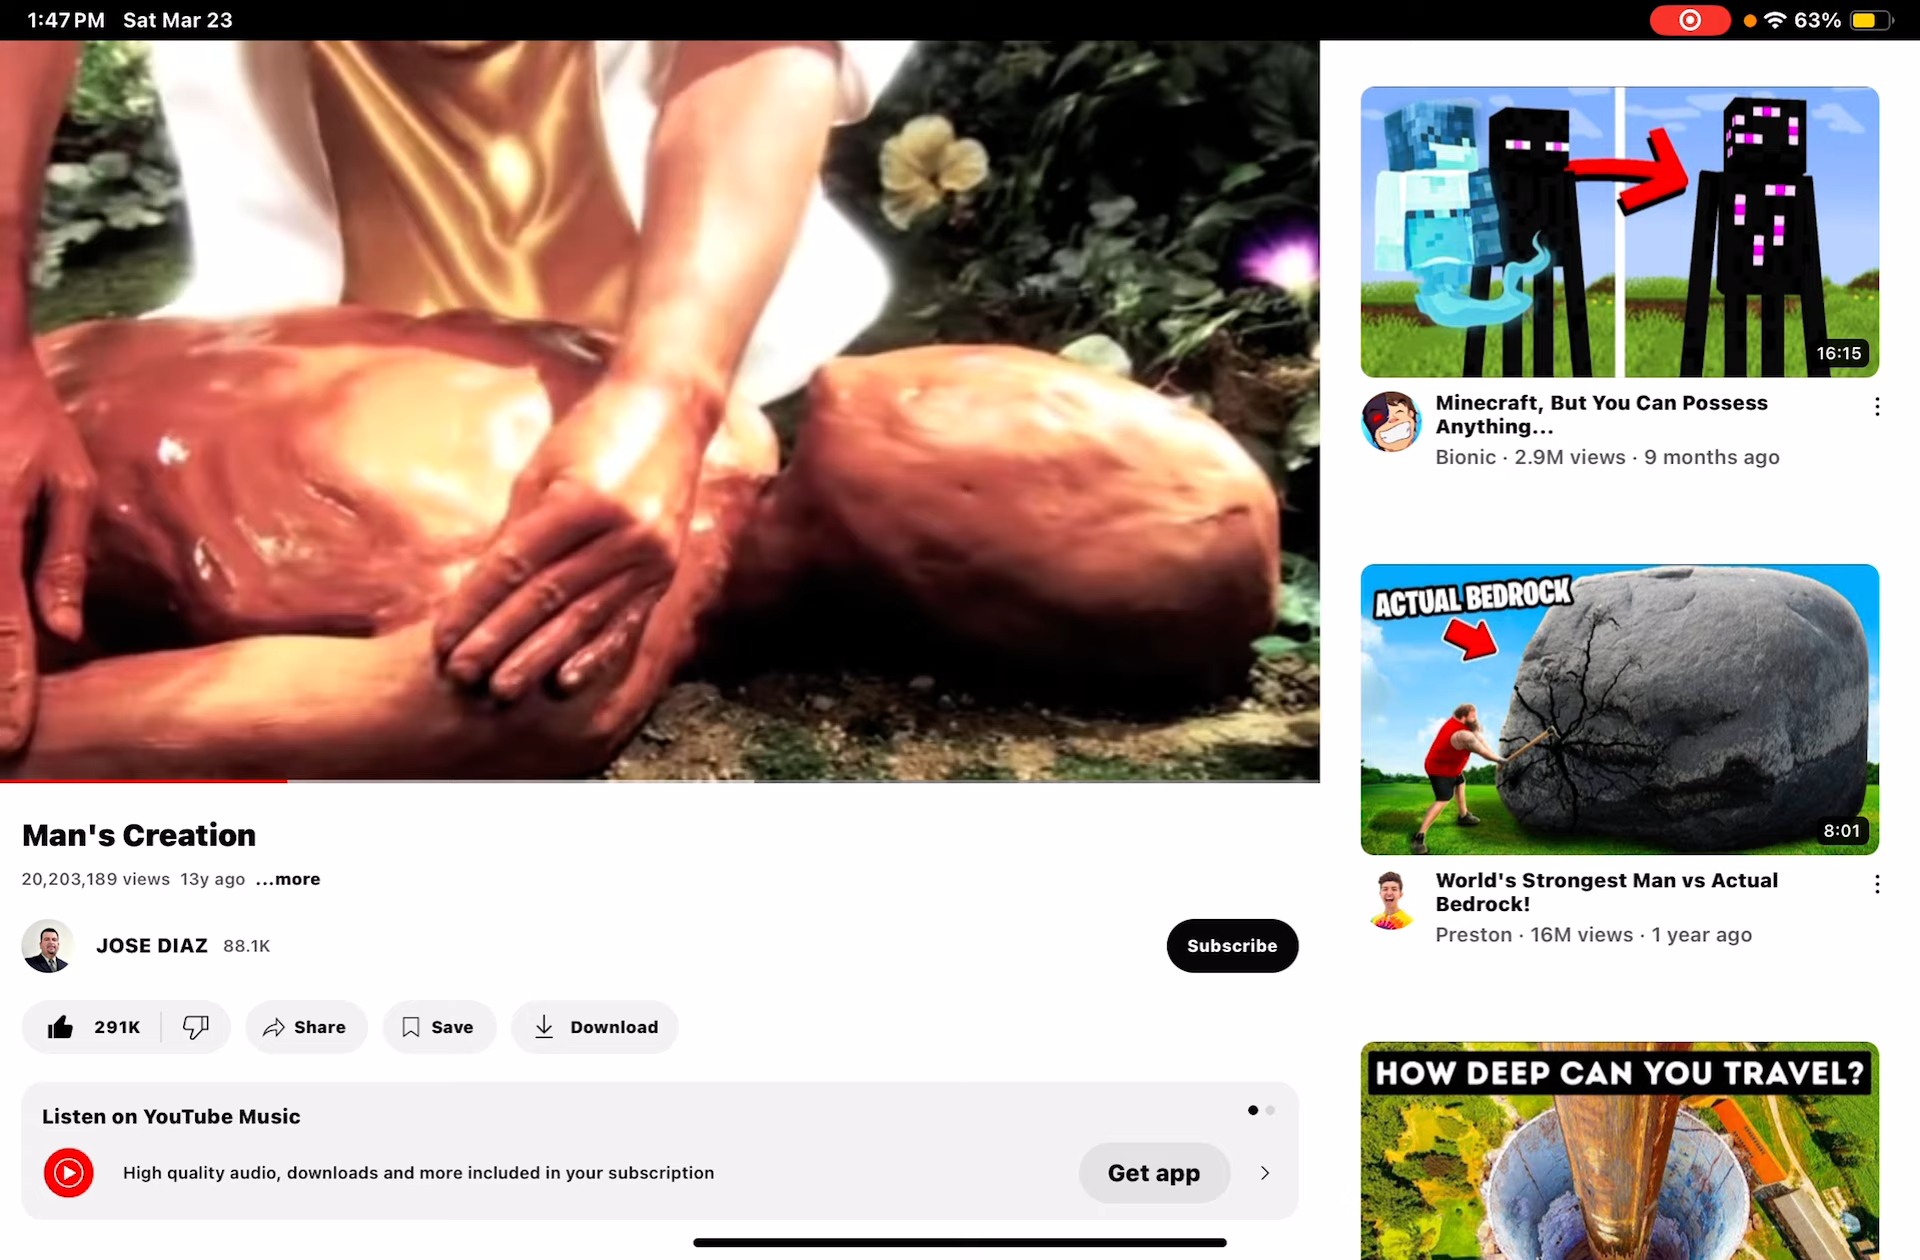 1:47 PM Sat Mar 23
63%
Man's Creation
20,203,189 views 13y ago ...more
JOSE DIAZ 88.1K
Subscribe
291K
Share
Save
Download
Listen on YouTube Music
High quality audio, downloads and more included in your subscription
Get app
16:15
Minecraft, But You Can Possess
Anything...
Bionic · 2.9M views · 9 months ago
ACTUAL BEDROCK
8:01
World's Strongest Man vs Actual
Bedrock!
Preston · 16M views · 1 year ago
HOW DEEP CAN YOU TRAVEL?